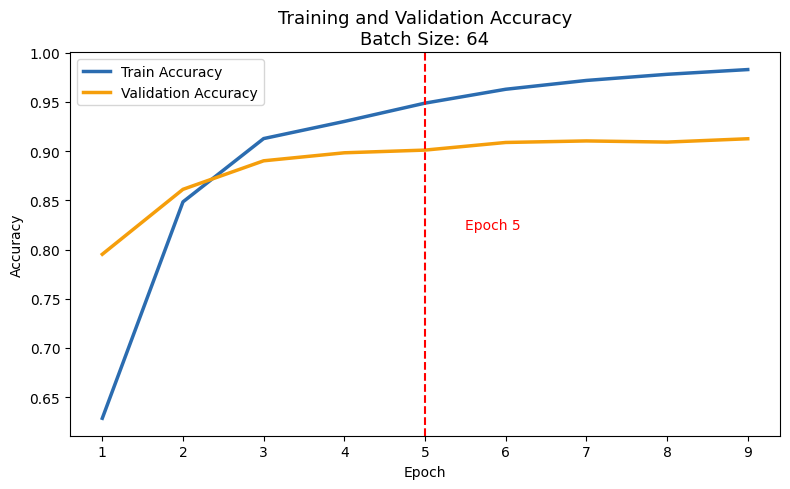 Training and Validation Accuracy
Batch Size: 64
Train Accuracy
Validation Accuracy
Epoch 5
Accuracy
1.00
0.95
0.90
0.85
0.80
0.75
0.70
0.65
1 2 3 4 5 6 7 8 9
Epoch